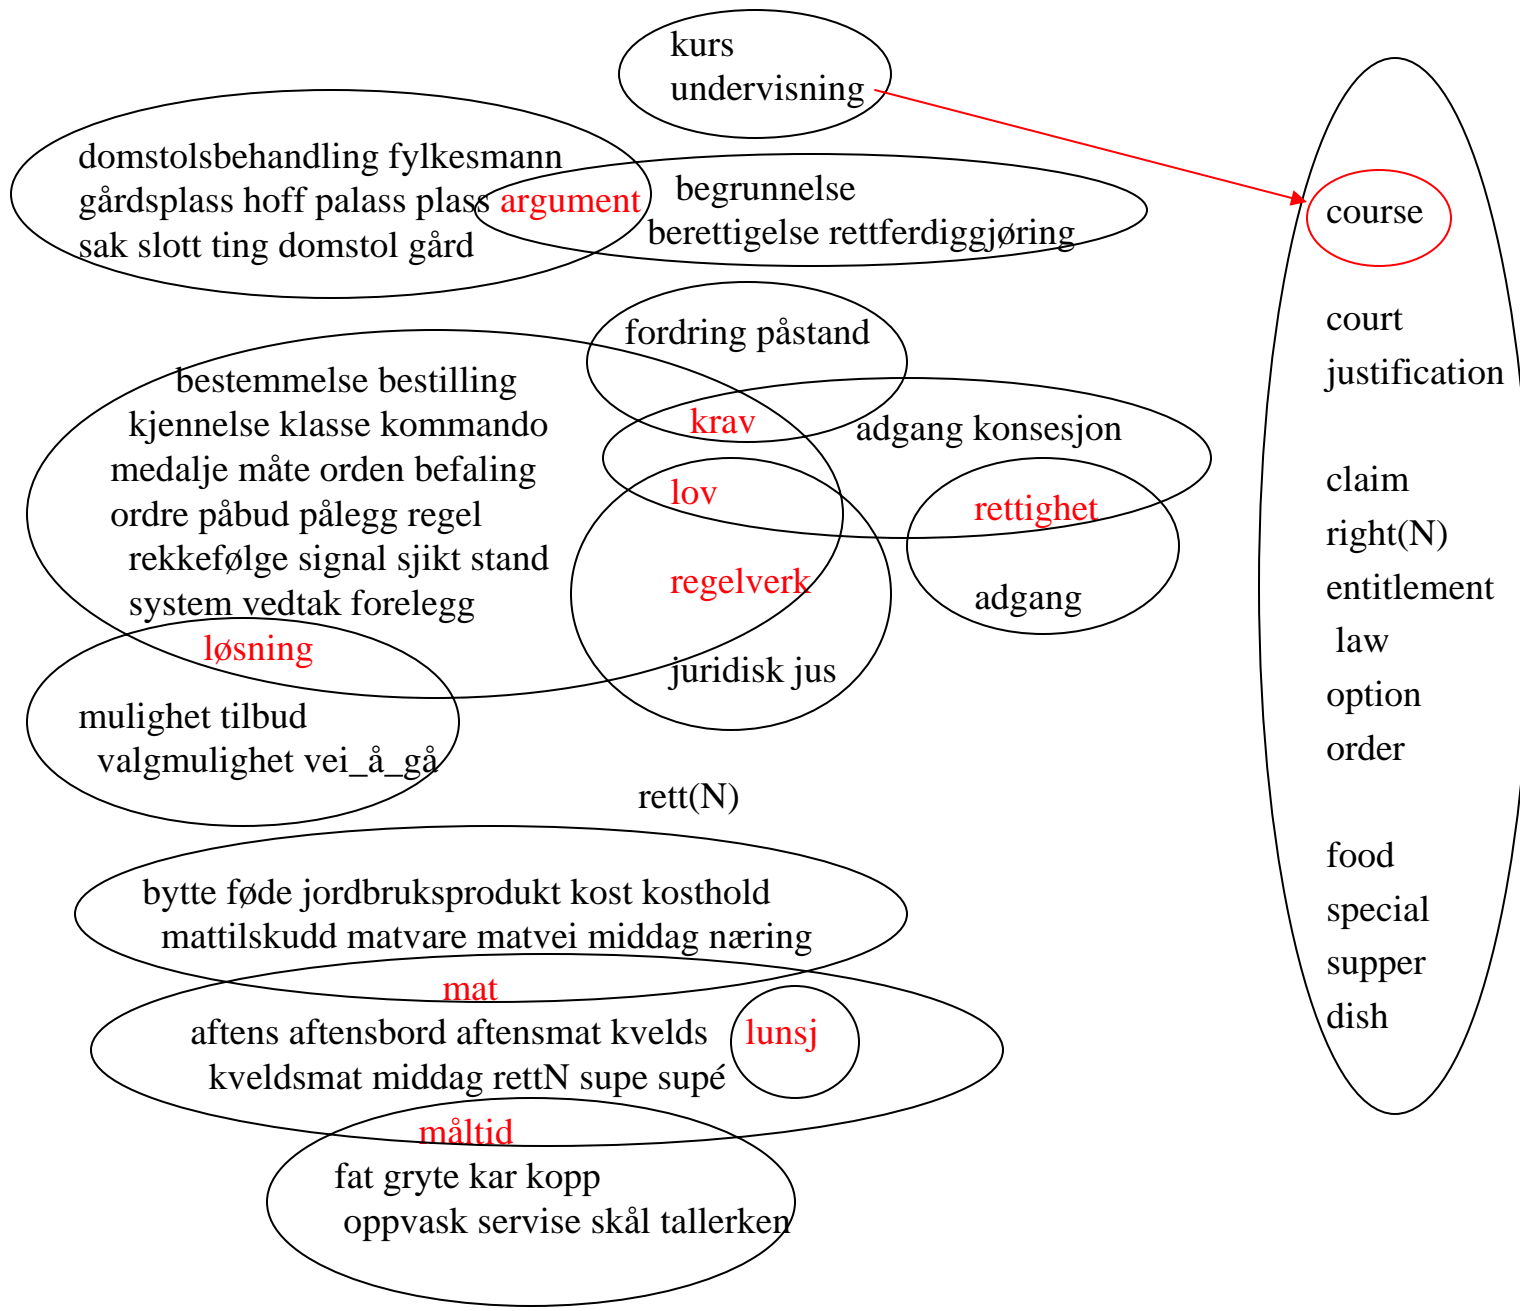 kurs
undervisning
domstolsbehandling fylkesmann
gårdsplass hoff palass plass argument
sak slott ting domstol gård
begrunnelse
berettigelse rettferdiggjøring
fordring påstand
bestemmelse bestilling
kjennelse klasse kommando
medalje måte orden befaling
ordre påbud pålegg regel
rekkefølge signal sjikt stand
system vedtak forelegg
løsning
krav
adgang konsesjon
lov
rettighet
regelverk
adgang
juridisk jus
mulighet tilbud
valgmulighet vei_å_gå
rett(N)
bytte føde jordbruksprodukt kost kosthold
mattilskudd matvare matvei middag næring
mat
aftens aftensbord aftensmat kvelds
lunsj
kveldsmat middag rettN supe supé
måltid
fat gryte kar kopp
oppvask servise skål tallerken
course
court
justification
claim
right(N)
entitlement
law
option
order
food
special
supper
dish